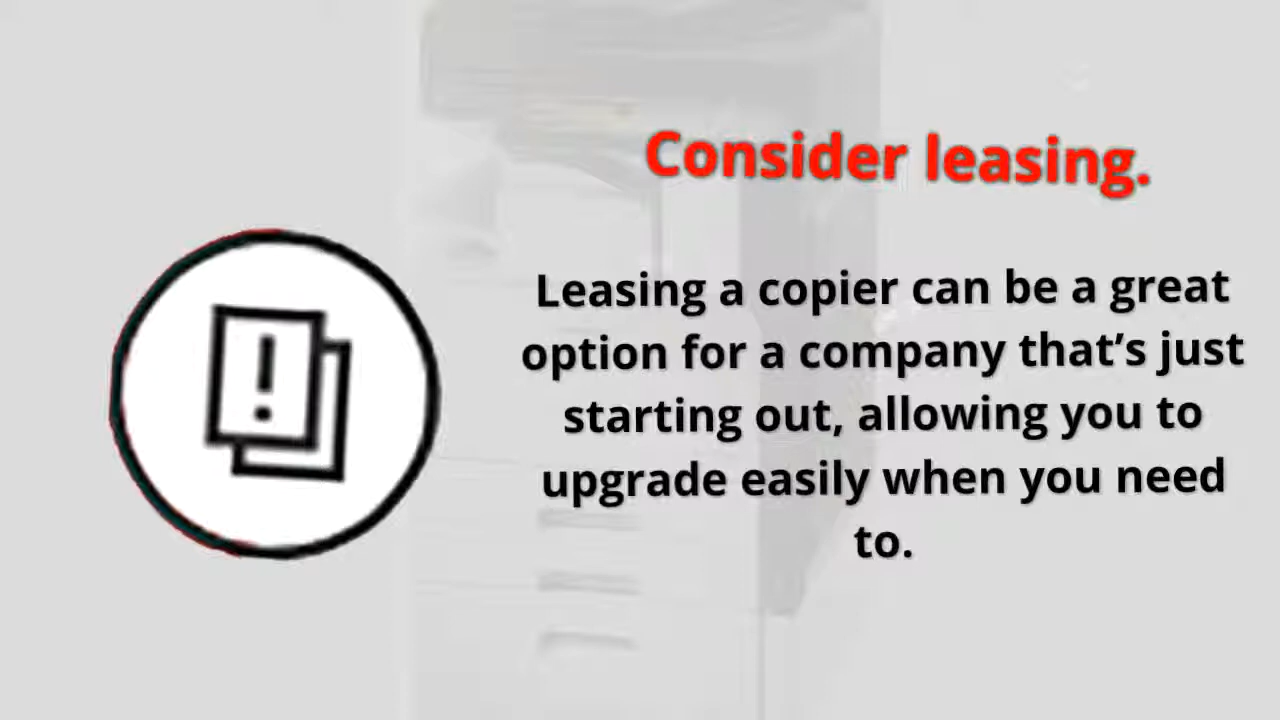 Consider leasing.
Leasing a copier can be a great
option for a company that’s just
starting out, allowing you to
upgrade easily when you need
to.